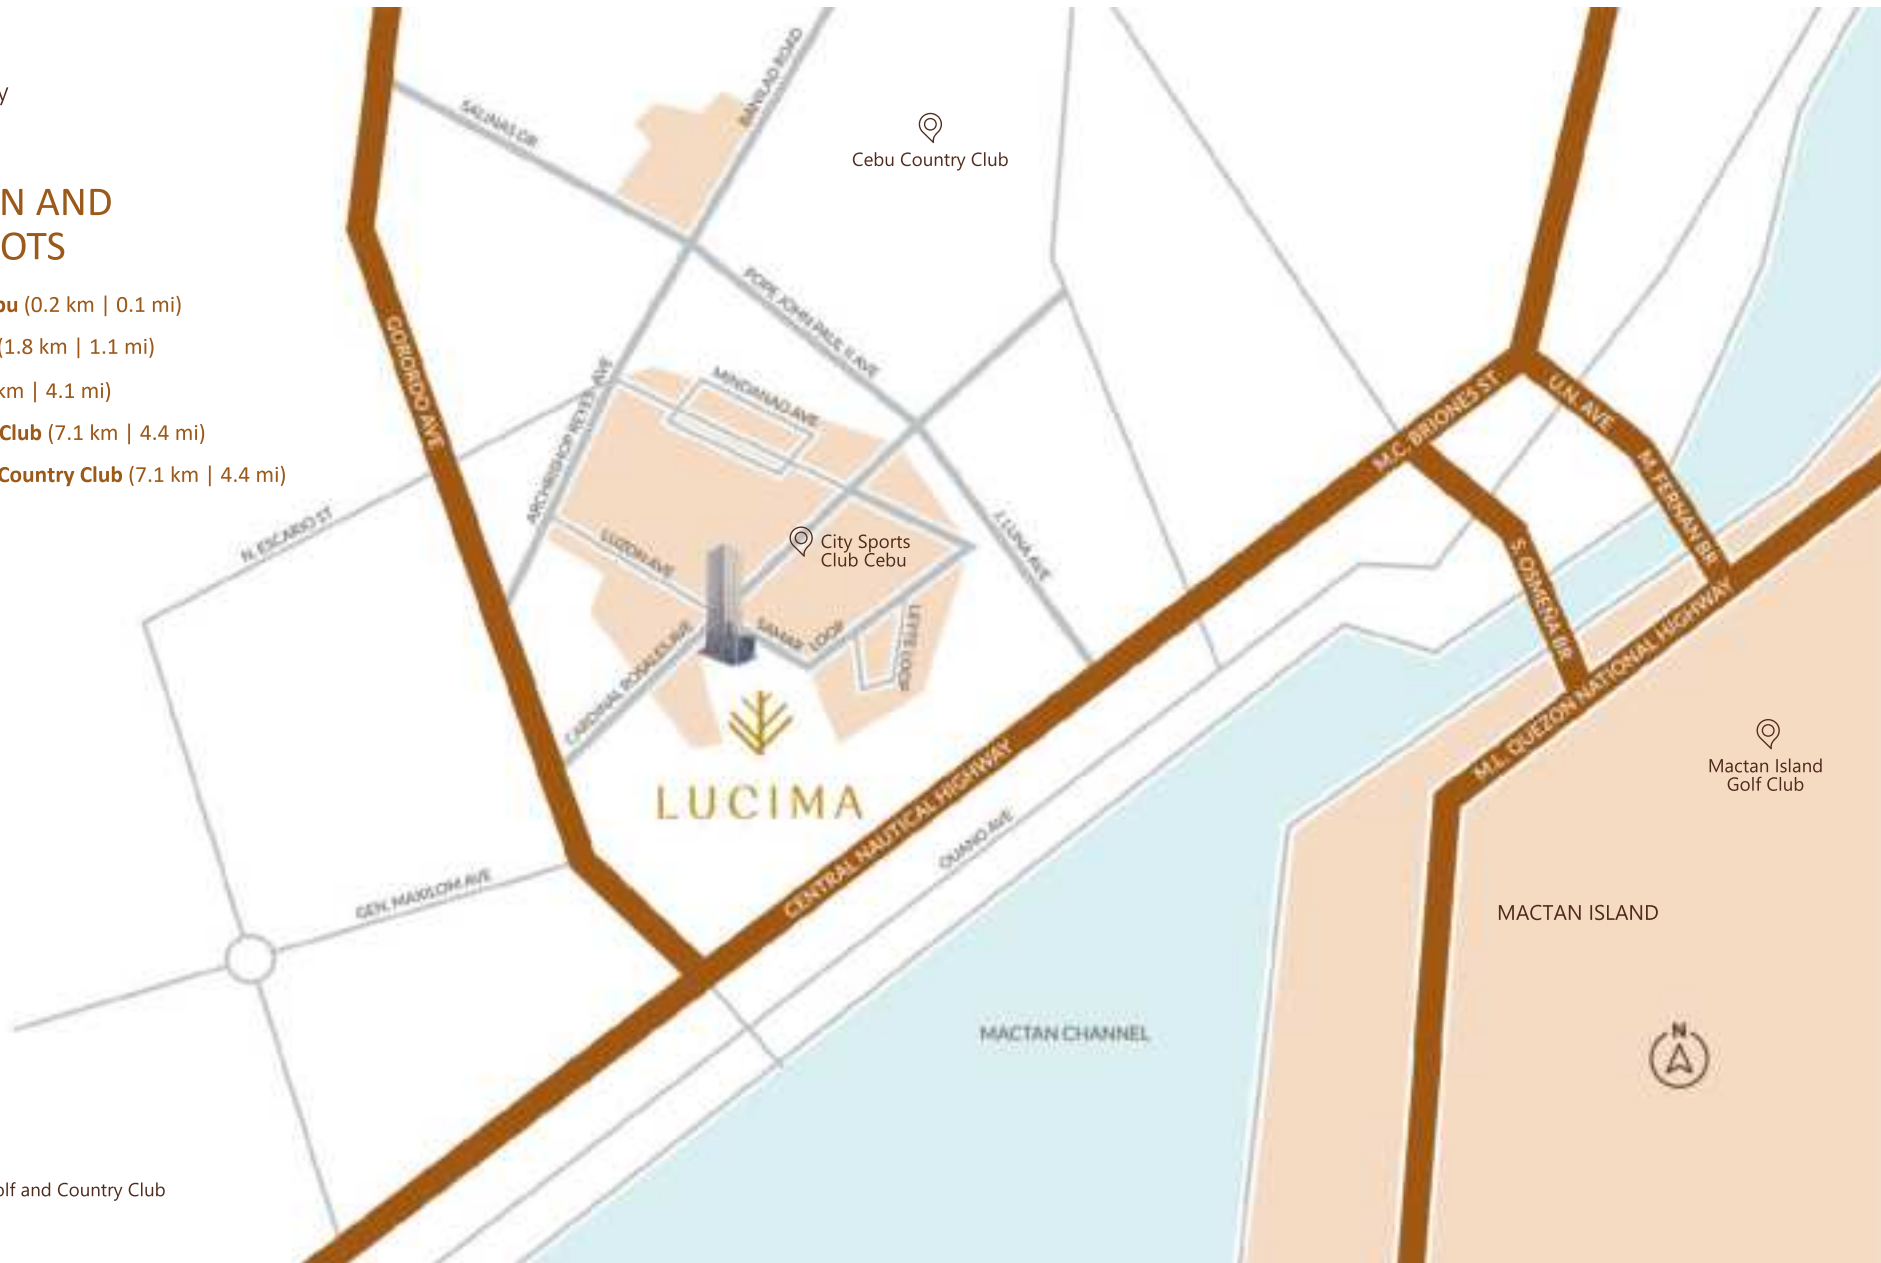 y
N AND
OTS
bu (0.2 km | 0.1 mi)
(1.8 km | 1.1 mi)
km | 4.1 mi)
Club (7.1 km | 4.4 mi)
Country Club (7.1 km | 4.4 mi)
SALINAS DR
BANILAD ROAD
Cebu Country Club
GORORDO AVE
POPE JOHN PAUL II AVE
MINDANAO AVE
ARCHBISHOP REYES AVE
N. ESCARIO ST
LUZON AVE
City Sports
Club Cebu
J. LUNA AVE
M.C. BRIONES ST
U.N. AVE
M. FERNAN BR
S. OSMEÑA BR
SAMAR LOOP
LEYTE LOOP
CARDINAL ROSALES AVE
M.L. QUEZON NATIONAL HIGHWAY
LUCIMA
Mactan Island
Golf Club
CENTRAL NAUTICAL HIGHWAY
OUANO AVE
GEN. MAXILOM AVE
MACTAN ISLAND
MACTAN CHANNEL
N
olf and Country Club